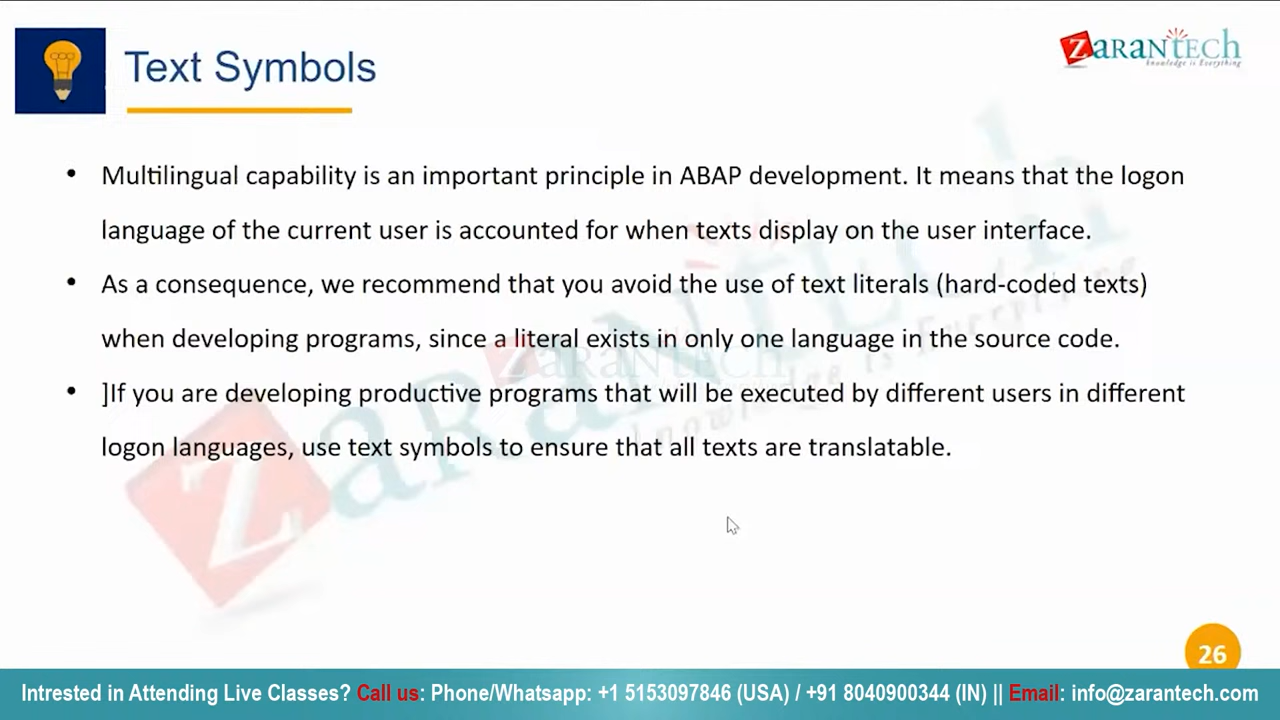 Text Symbols
ZARANTECH
knowledge is Everything
• Multilingual capability is an important principle in ABAP development. It means that the logon
language of the current user is accounted for when texts display on the user interface.
• As a consequence, we recommend that you avoid the use of text literals (hard-coded texts)
when developing programs, since a literal exists in only one language in the source code.
• ]If you are developing productive programs that will be executed by different users in different
logon languages, use text symbols to ensure that all texts are translatable.
26
Intrested in Attending Live Classes? Call us: Phone/Whatsapp: +1 5153097846 (USA) / +91 8040900344 (IN) || Email: info@zarantech.com